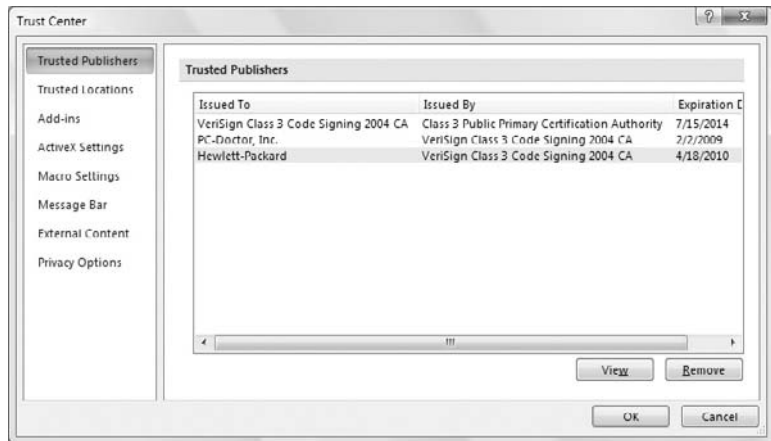 Trust Center
Trusted Publishers
Trusted Locations
Add-ins
ActiveX Settings
Macro Settings
Message Bar
External Content
Privacy Options
Trusted Publishers
Issued To Issued By Expiration D
VeriSign Class 3 Code Signing 2004 CA Class 3 Public Primary Certification Authority 7/15/2014
PC-Doctor, Inc. VeriSign Class 3 Code Signing 2004 CA 2/2/2009
Hewlett-Packard VeriSign Class 3 Code Signing 2004 CA 4/18/2010
View Remove
OK Cancel